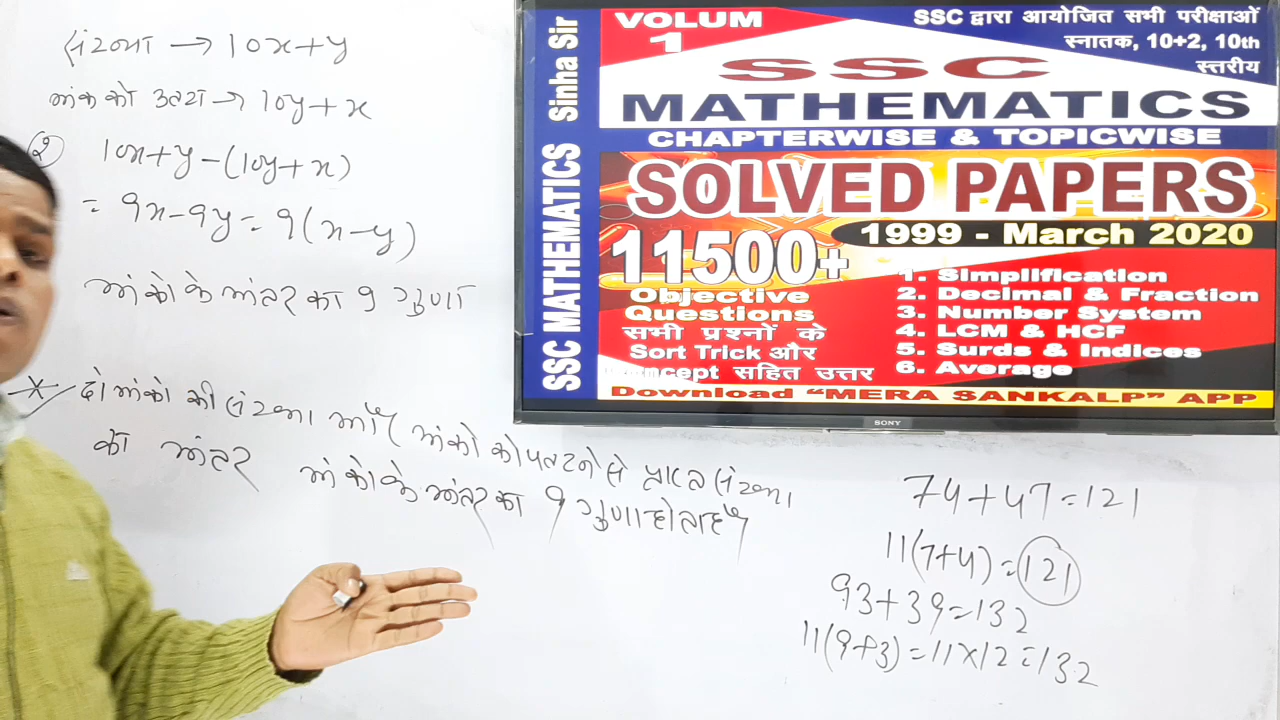 संख्या → 10x+y
अंक को उल्टा → 10y+x
(2) 10x+y-(10y+x)
= 9x-9y = 9(x-y)
अंको के अंतर का 9 गुणा
* दो अंको की संख्या और अंको को पलटने से प्राप्त संख्या
का अंतर अंको के अंतर का 9 गुणा होता है
74+47=121
11(7+4)=121
93+39=132
11(9+3)=11×12=132
SSC MATHEMATICS Sinha Sir
VOLUM
1
SSC द्वारा आयोजित सभी परीक्षाओं
स्नातक, 10+2, 10th
स्तरीय
SSC
MATHEMATICS
CHAPTERWISE & TOPICWISE
SOLVED PAPERS
1999 - March 2020
11500+
Objective
Questions
सभी प्रश्नों के
Sort Trick और
Concept सहित उत्तर
1. Simplification
2. Decimal & Fraction
3. Number System
4. LCM & HCF
5. Surds & Indices
6. Average
Download "MERA SANKALP" APP
SONY